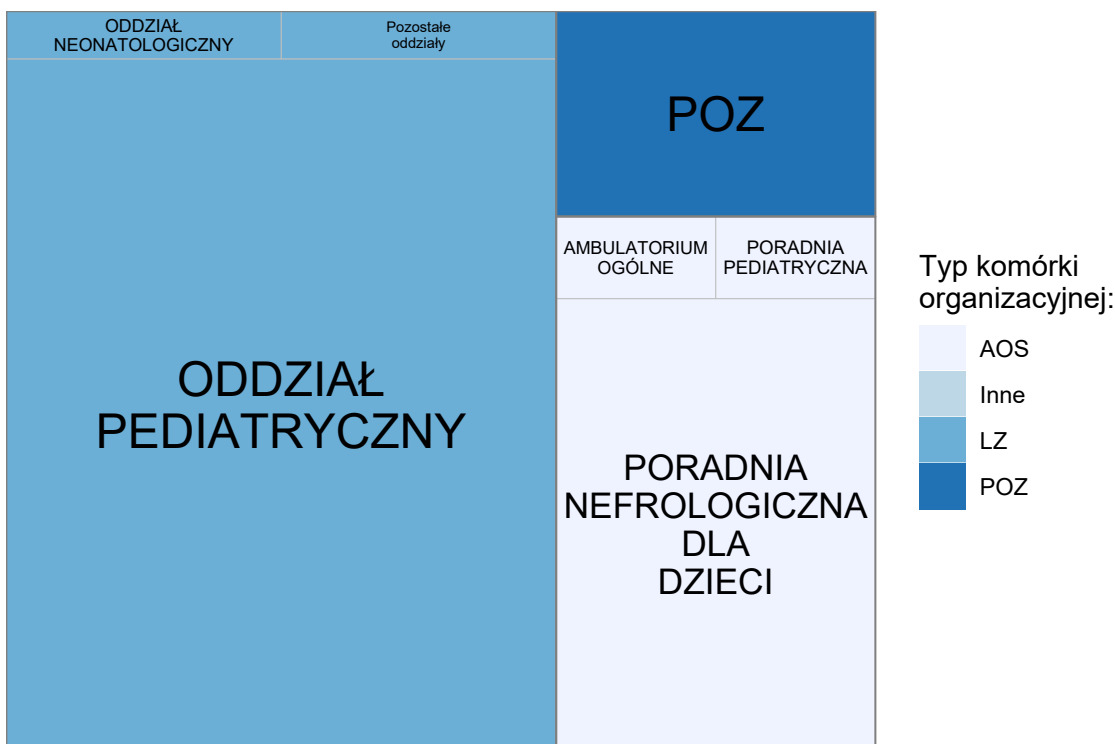 ODDZIAŁ
NEONATOLOGICZNY
Pozostałe
oddziały
POZ
AMBULATORIUM
OGÓLNE
PORADNIA
PEDIATRYCZNA
ODDZIAŁ
PEDIATRYCZNY
PORADNIA
NEFROLOGICZNA
DLA
DZIECI
Typ komórki
organizacyjnej:
AOS
Inne
LZ
POZ